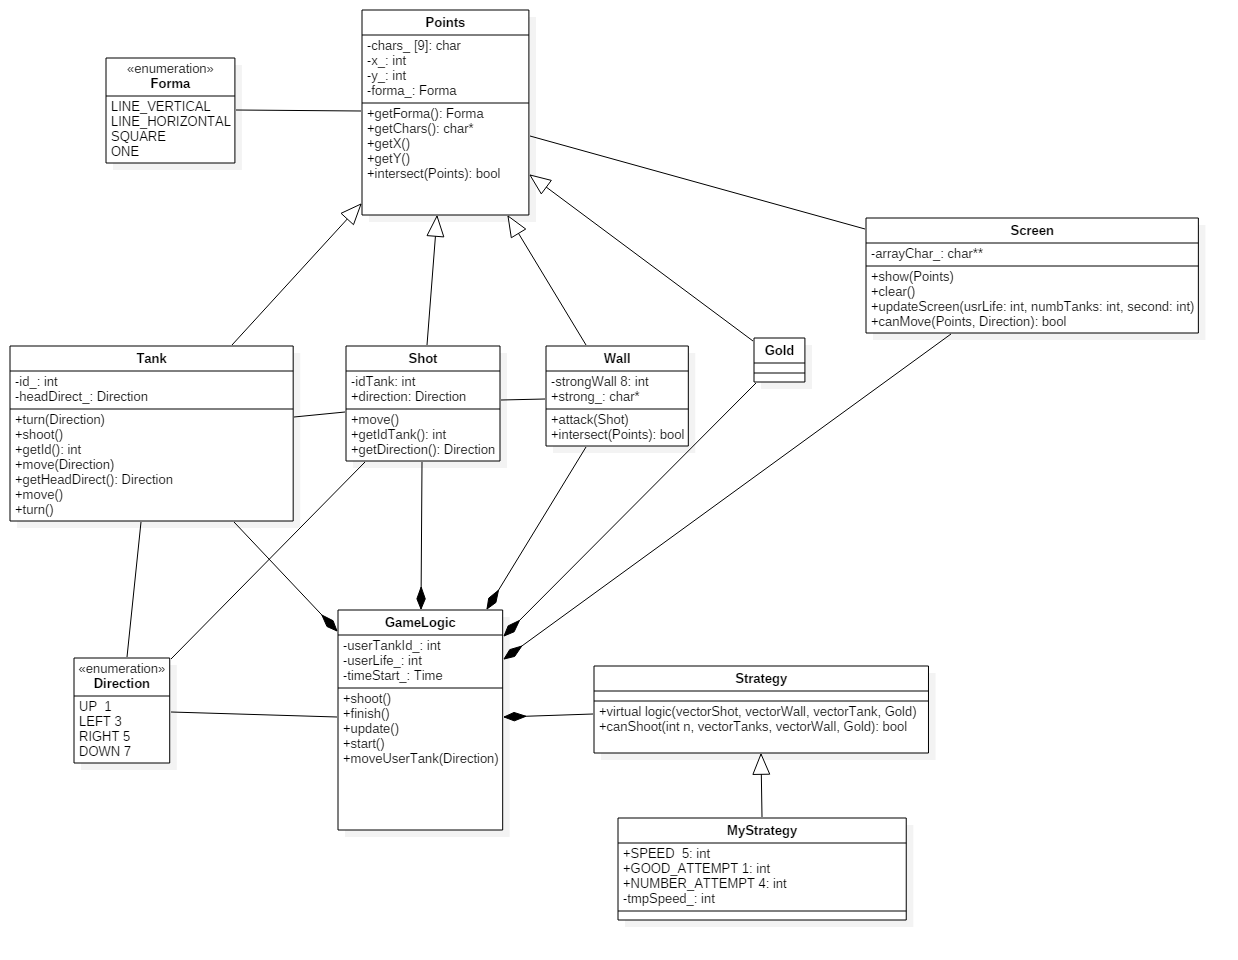 Points
-chars_ [9]: char
-x_: int
-y_: int
-forma_: Forma
+getForma(): Forma
+getChars(): char*
+getX()
+getY()
+intersect(Points): bool
«enumeration»
Forma
LINE_VERTICAL
LINE_HORIZONTAL
SQUARE
ONE
Screen
-arrayChar_: char**
+show(Points)
+clear()
+updateScreen(usrLife: int, numbTanks: int, second: int)
+canMove(Points, Direction): bool
Tank
-id_: int
-headDirect_: Direction
+turn(Direction)
+shoot()
+getId(): int
+move(Direction)
+getHeadDirect(): Direction
+move()
+turn()
Shot
-idTank: int
+direction: Direction
+move()
+getIdTank(): int
+getDirection(): Direction
Wall
-strongWall 8: int
+strong_: char*
+attack(Shot)
+intersect(Points): bool
Gold
GameLogic
-userTankId_: int
-userLife_: int
-timeStart_: Time
+shoot()
+finish()
+update()
+start()
+moveUserTank(Direction)
«enumeration»
Direction
UP  1
LEFT 3
RIGHT 5
DOWN 7
Strategy
+virtual logic(vectorShot, vectorWall, vectorTank, Gold)
+canShoot(int n, vectorTanks, vectorWall, Gold): bool
MyStrategy
+SPEED  5: int
+GOOD_ATTEMPT 1: int
+NUMBER_ATTEMPT 4: int
-tmpSpeed_: int